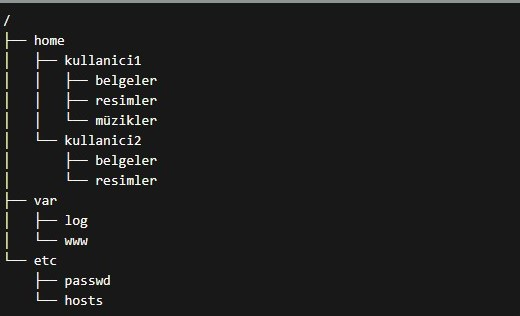 /
├── home
│   ├── kullanici1
│   │   ├── belgeler
│   │   ├── resimler
│   │   └── müzikler
│   └── kullanici2
│       ├── belgeler
│       └── resimler
├── var
│   ├── log
│   └── www
└── etc
    ├── passwd
    └── hosts